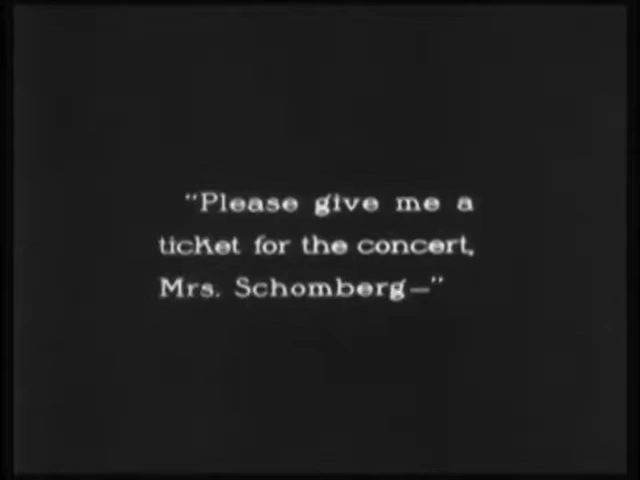 "Please give me a
ticket for the concert,
Mrs. Schomberg—"